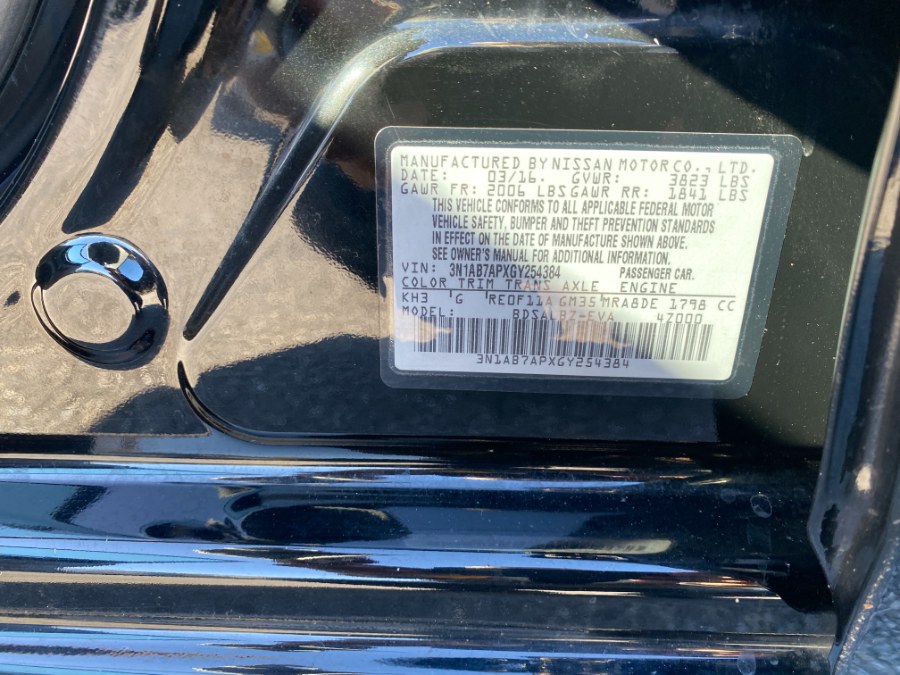 MANUFACTURED BY NISSAN MOTOR CO., LTD.
DATE: 03/16. GVWR: 3823 LBS
GAWR FR: 2006 LBS GAWR RR: 1841 LBS
THIS VEHICLE CONFORMS TO ALL APPLICABLE FEDERAL MOTOR
VEHICLE SAFETY, BUMPER AND THEFT PREVENTION STANDARDS
IN EFFECT ON THE DATE OF MANUFACTURE SHOWN ABOVE.
SEE OWNER'S MANUAL FOR ADDITIONAL INFORMATION.
VIN: 3N1AB7APXGY254384 PASSENGER CAR.
COLOR TRIM TRANS AXLE ENGINE
KH3 G RE0F11A GM35 MRA8DE 1798 CC
MODEL: BDSALBZ-EVA 47000
3N1AB7APXGY254384